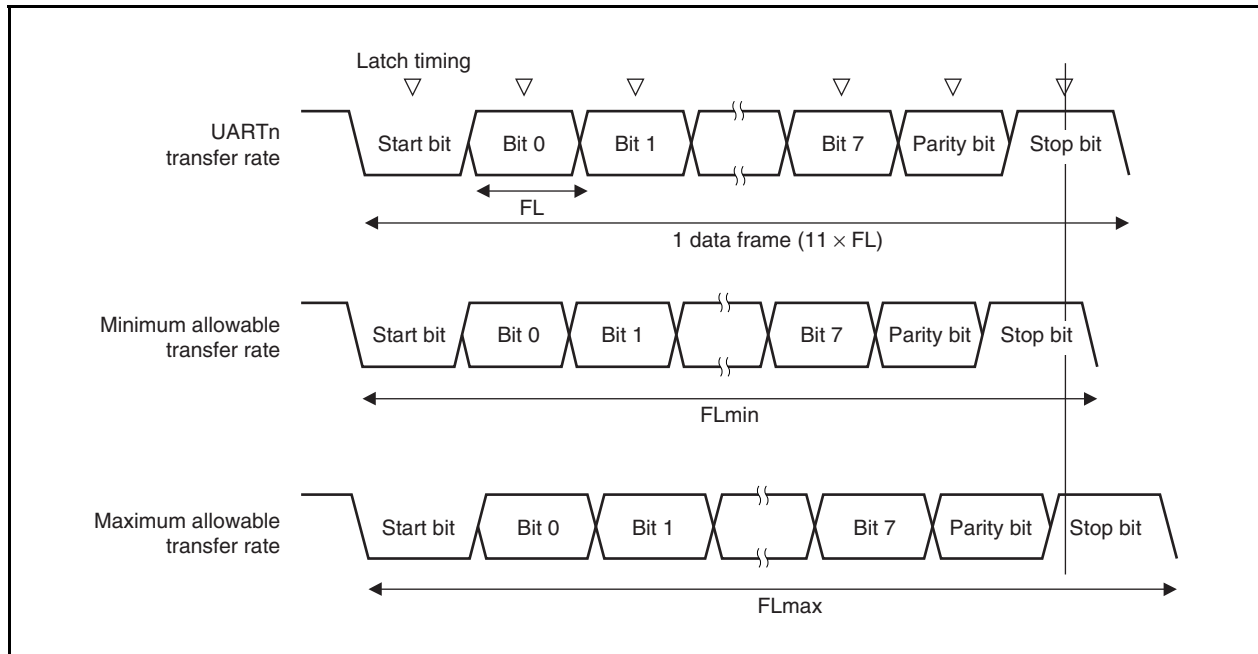 Latch timing
UARTn
transfer rate
Start bit
Bit 0
Bit 1
Bit 7
Parity bit
Stop bit
FL
1 data frame (11 × FL)
Minimum allowable
transfer rate
Start bit
Bit 0
Bit 1
Bit 7
Parity bit
Stop bit
FLmin
Maximum allowable
transfer rate
Start bit
Bit 0
Bit 1
Bit 7
Parity bit
Stop bit
FLmax